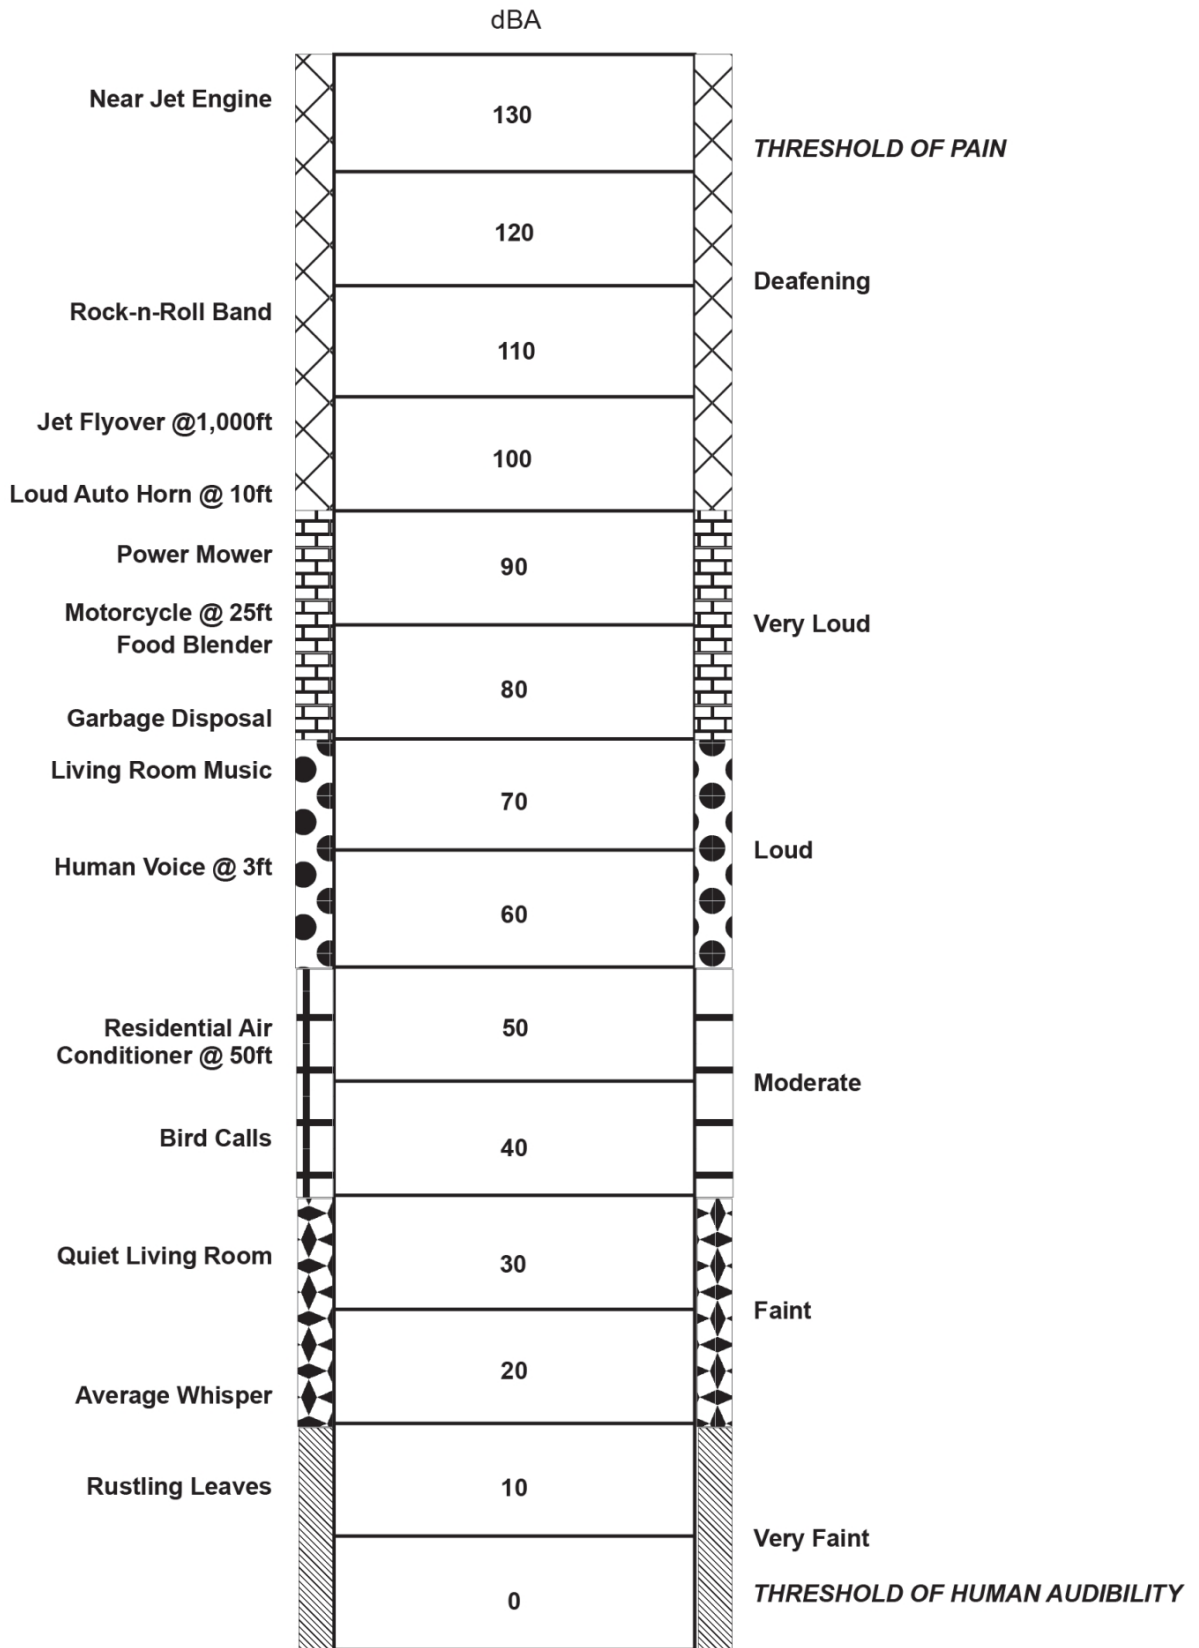 dBA
Near Jet Engine
130
THRESHOLD OF PAIN
120
Deafening
Rock-n-Roll Band
110
Jet Flyover @1,000ft
100
Loud Auto Horn @ 10ft
Power Mower
90
Motorcycle @ 25ft
Very Loud
Food Blender
80
Garbage Disposal
Living Room Music
70
Loud
Human Voice @ 3ft
60
50
Residential Air
Conditioner @ 50ft
Moderate
Bird Calls
40
Quiet Living Room
30
Faint
20
Average Whisper
Rustling Leaves
10
Very Faint
THRESHOLD OF HUMAN AUDIBILITY
0